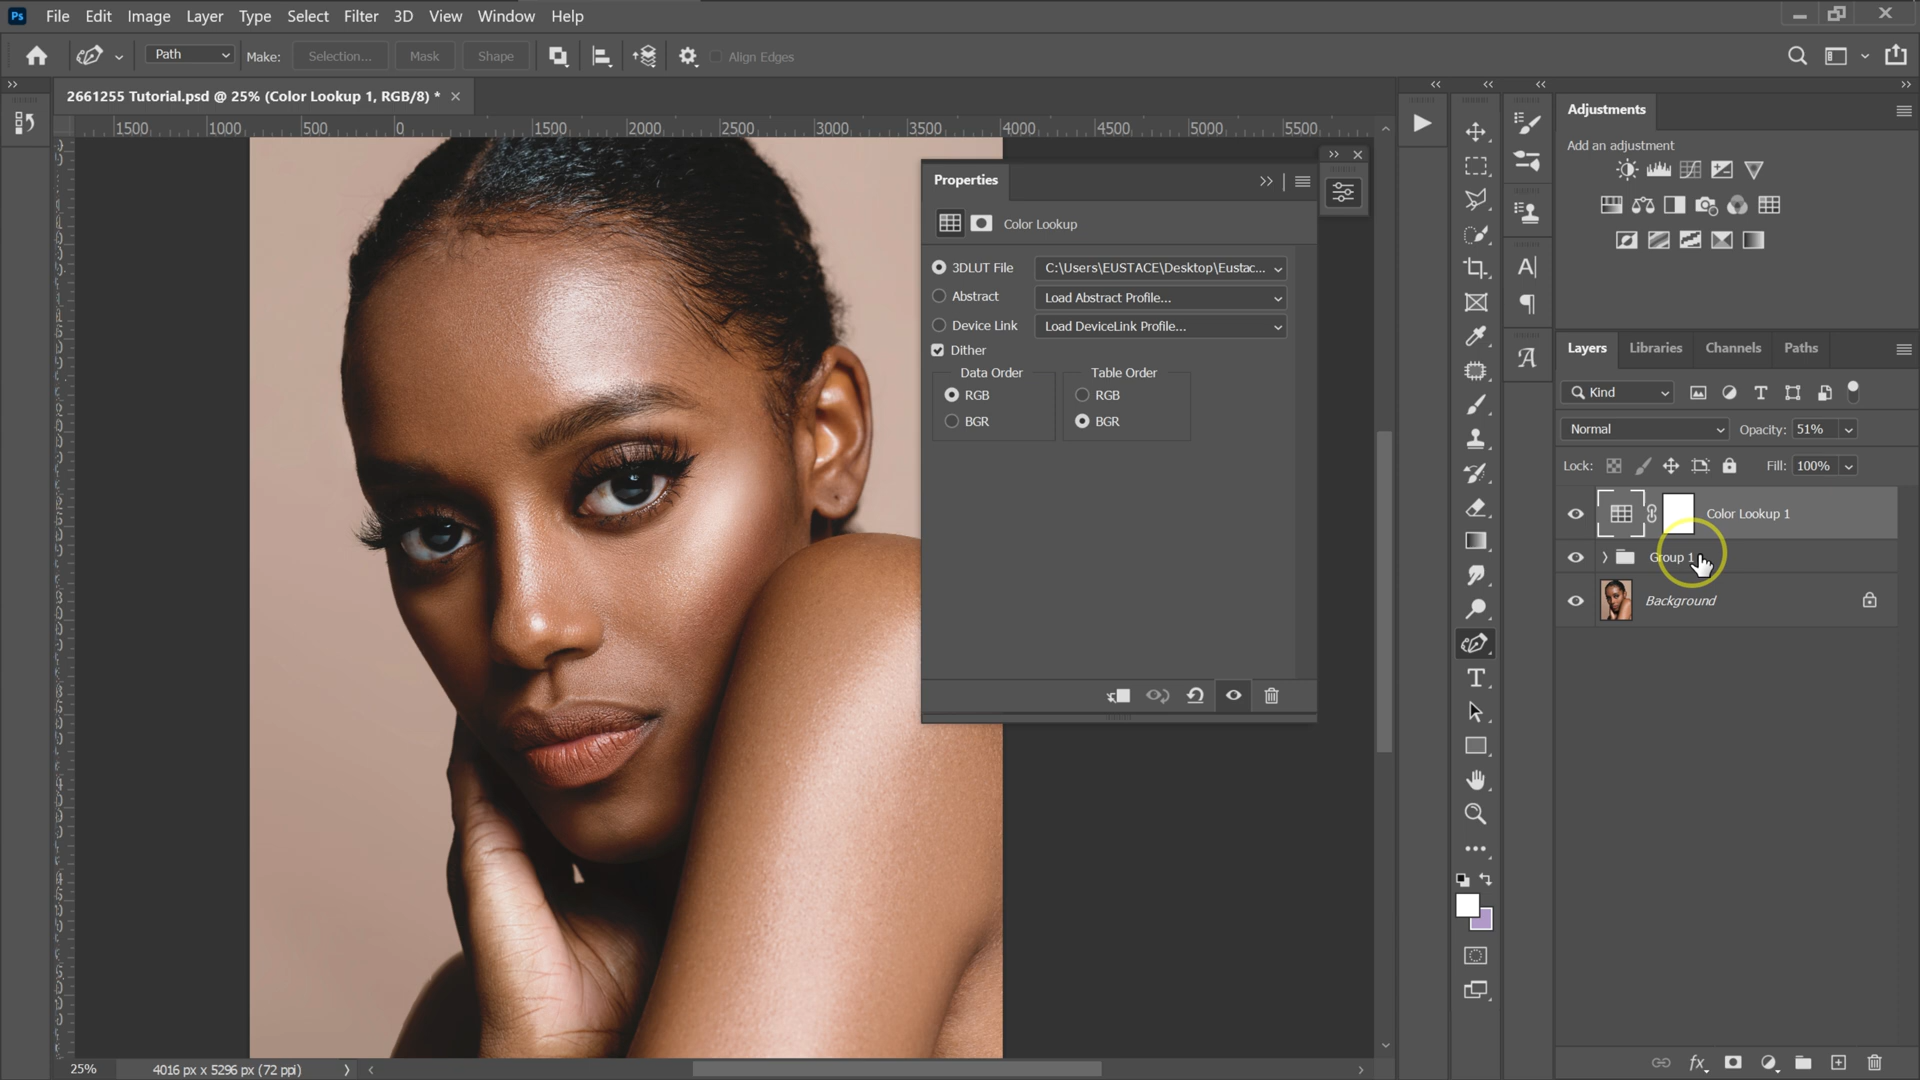 Ps File Edit Image Layer Type Select Filter 3D View Window Help
Path Make: Selection... Mask Shape Align Edges
2661255 Tutorial.psd @ 25% (Color Lookup 1, RGB/8) *
1500 1000 500 0 1500 2000 2500 3000 3500 4000 4500 5000 5500
Properties
Color Lookup
3DLUT File C:\Users\EUSTACE\Desktop\Eustac...
Abstract Load Abstract Profile...
Device Link Load DeviceLink Profile...
Dither
Data Order Table Order
RGB RGB
BGR BGR
Adjustments
Add an adjustment
Layers Libraries Channels Paths
Kind
Normal Opacity: 51%
Lock: Fill: 100%
Color Lookup 1
Group 1
Background
25% 4016 px x 5296 px (72 ppi)